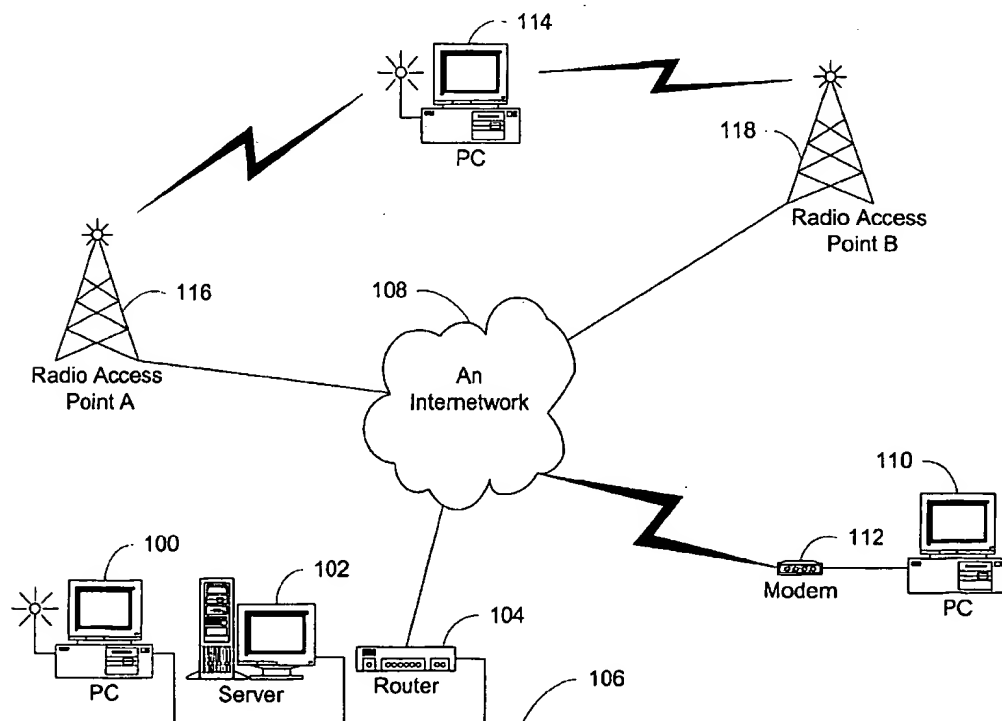 114
PC
118
Radio Access
Point B
116
Radio Access
Point A
108
An
Internetwork
110
112
Modem
PC
100
102
104
PC
Server
Router
106